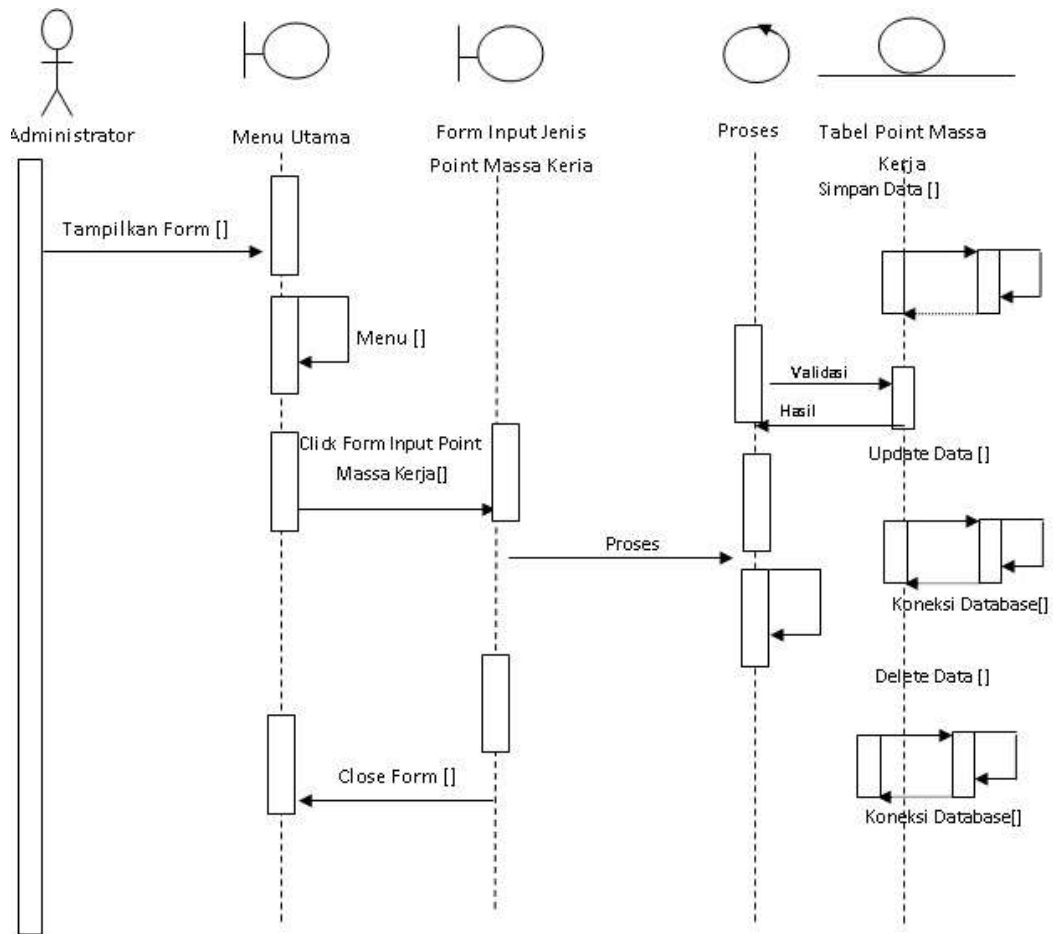 Administrator
Menu Utama
Form Input Jenis
Point Massa Kerja
Proses
Tabel Point Massa
Kerja
Simpan Data []
Tampilkan Form []
Menu []
Validasi
Hasil
Click Form Input Point
Massa Kerja[]
Update Data []
Proses
Koneksi Database[]
Delete Data []
Close Form []
Koneksi Database[]